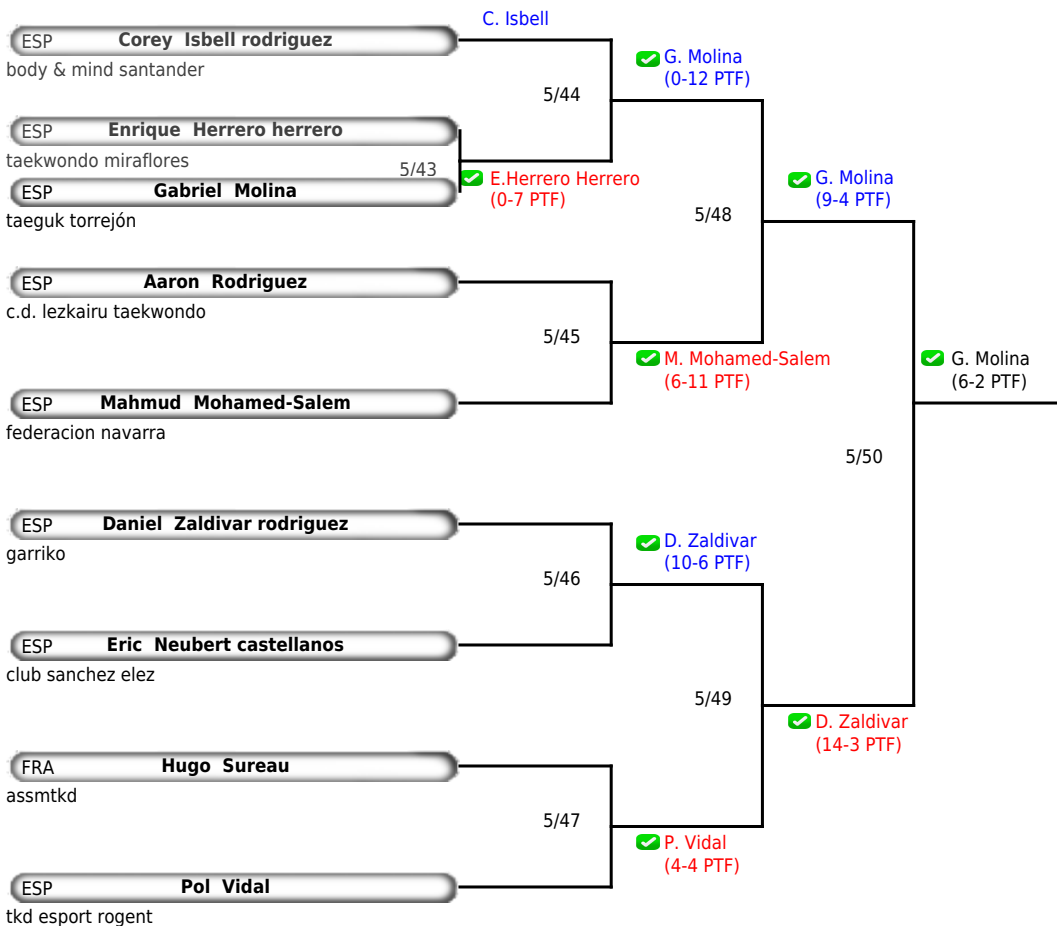 C. Isbell
ESP Corey Isbell rodriguez
body & mind santander
G. Molina
(0-12 PTF)
5/44
ESP Enrique Herrero herrero
taekwondo miraflores
5/43
E.Herrero Herrero
(0-7 PTF)
ESP Gabriel Molina
taeguk torrejón
G. Molina
(9-4 PTF)
5/48
ESP Aaron Rodriguez
c.d. lezkairu taekwondo
5/45
M. Mohamed-Salem
(6-11 PTF)
G. Molina
(6-2 PTF)
ESP Mahmud Mohamed-Salem
federacion navarra
5/50
ESP Daniel Zaldivar rodriguez
garriko
D. Zaldivar
(10-6 PTF)
5/46
ESP Eric Neubert castellanos
club sanchez elez
5/49
D. Zaldivar
(14-3 PTF)
FRA Hugo Sureau
assmtkd
5/47
P. Vidal
(4-4 PTF)
ESP Pol Vidal
tkd esport rogent